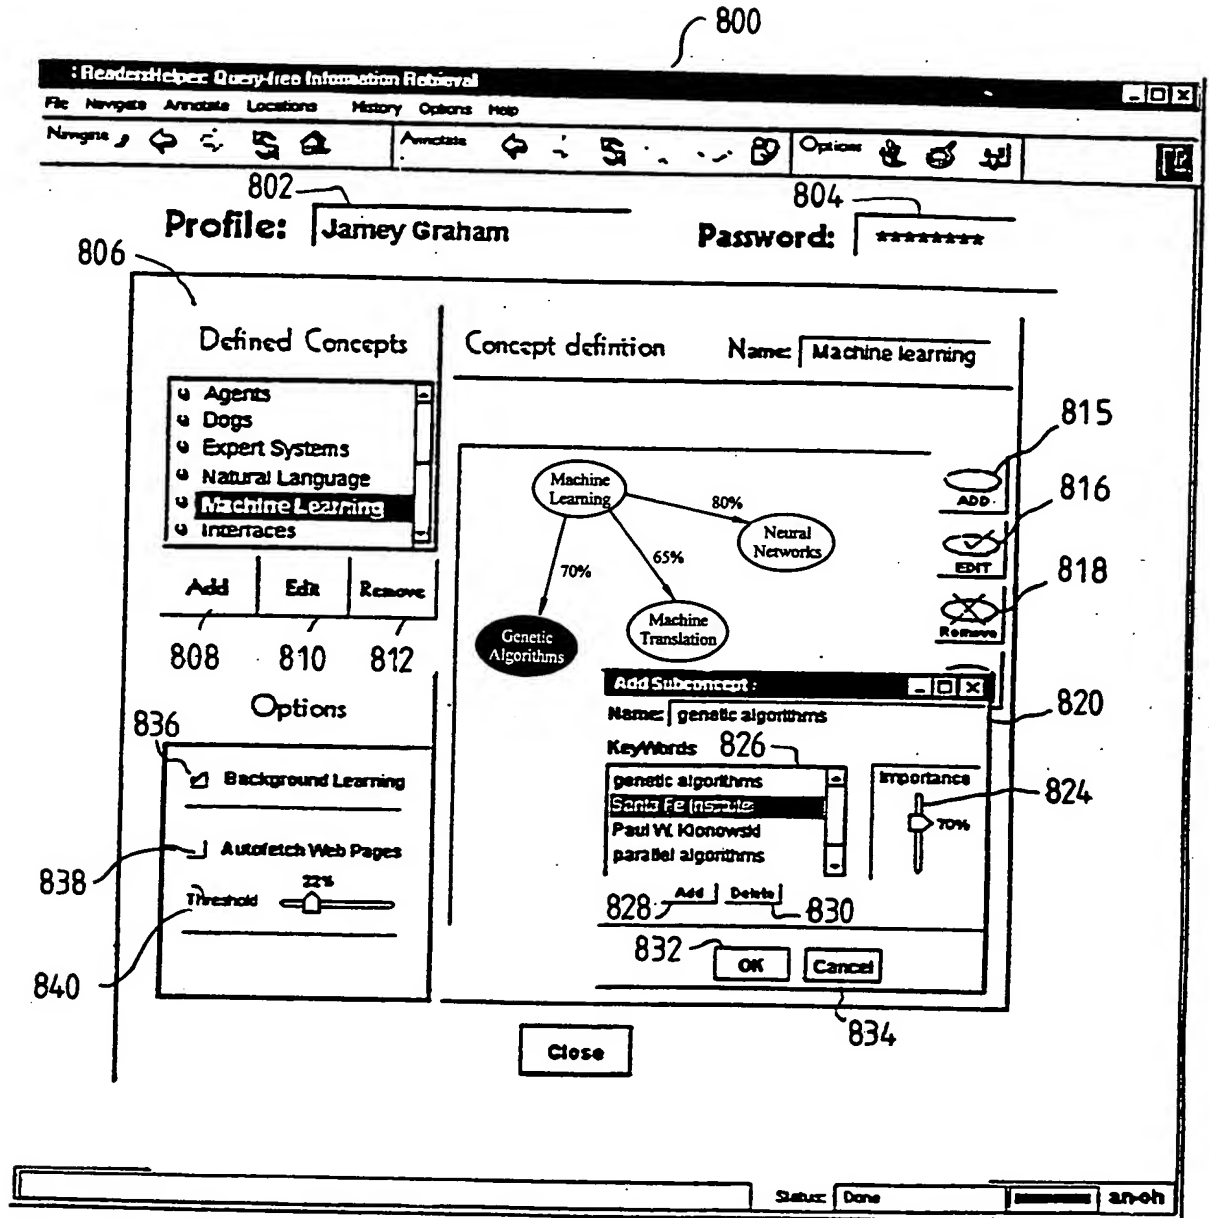 800
: ReadersHelper: Query-free Information Retrieval
File Navigate Annotate Locations History Options Help
Navigate Annotate Options
802 804
Profile: Jamey Graham Password: *********
806
Defined Concepts Concept defintion Name: Machine learning
Agents
Dogs
Expert Systems
Natural Language
Machine Learning
Interfaces
Add Edit Remove
808 810 812
Machine Learning
80%
Neural Networks
65%
70%
Machine Translation
Genetic Algorithms
815
ADD
816
EDIT
818
Remove
Options
836
Background Learning
Autofetch Web Pages
838
Threshold 22%
840
Add Subconcept :
820
Name: genetic algorithms
KeyWords 826
genetic algorithms
Santa Fe Institute
Paul W. Klonowski
parallel algorithms
Importance
824
70%
Add Delete
828 830
832
OK Cancel
834
Close
Status: Done an-oh